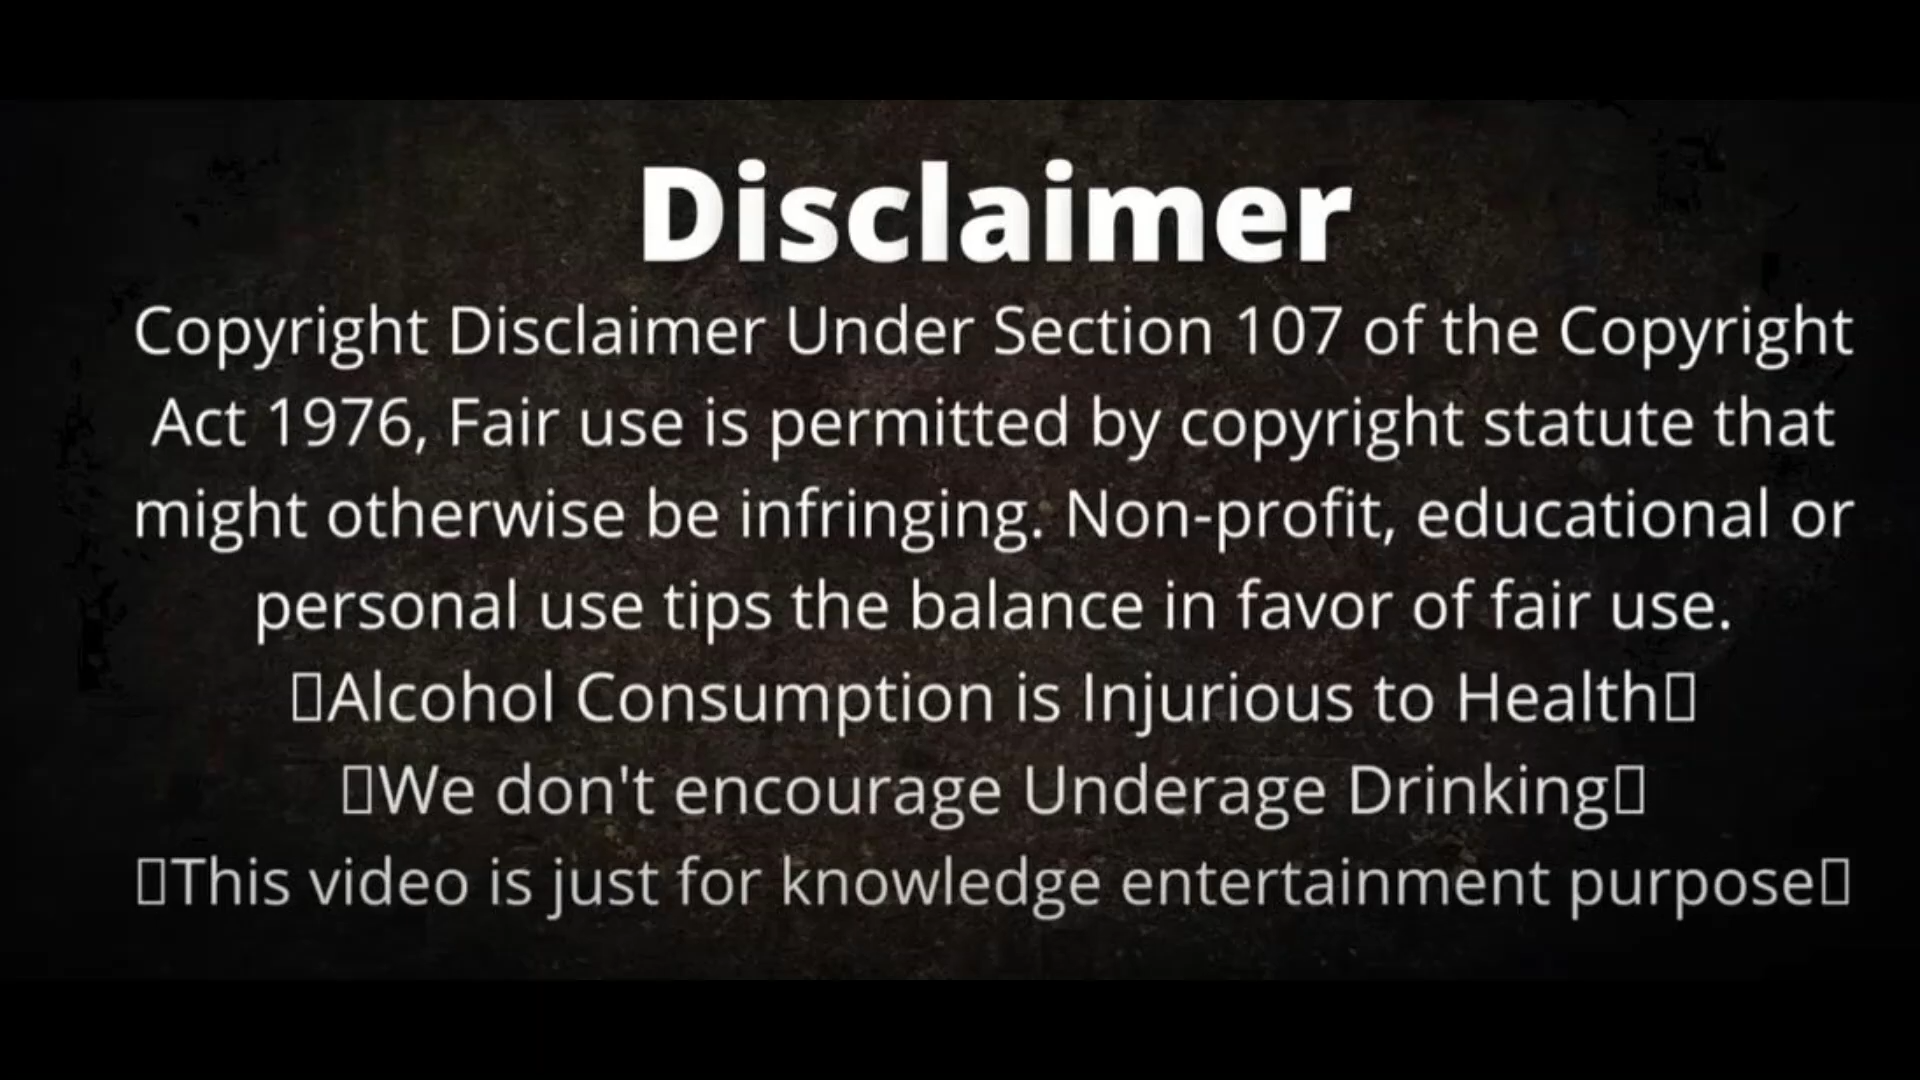 Disclaimer
Copyright Disclaimer Under Section 107 of the Copyright
Act 1976, Fair use is permitted by copyright statute that
might otherwise be infringing. Non-profit, educational or
personal use tips the balance in favor of fair use.
▯Alcohol Consumption is Injurious to Health▯
▯We don't encourage Underage Drinking▯
▯This video is just for knowledge entertainment purpose▯